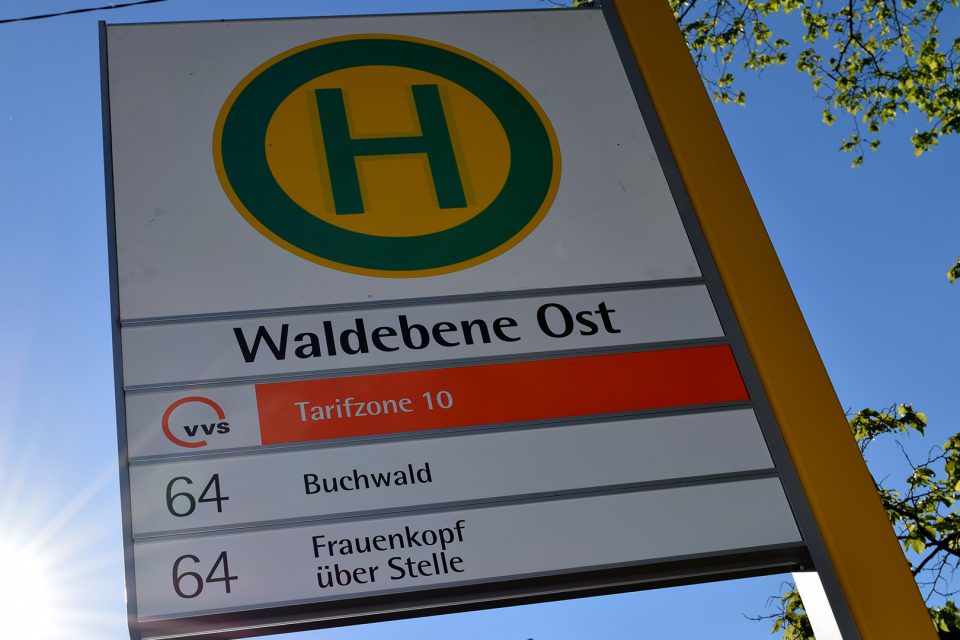 H
Waldebene Ost
vvs
Tarifzone 10
64 Buchwald
64 Frauenkopf
über Stelle